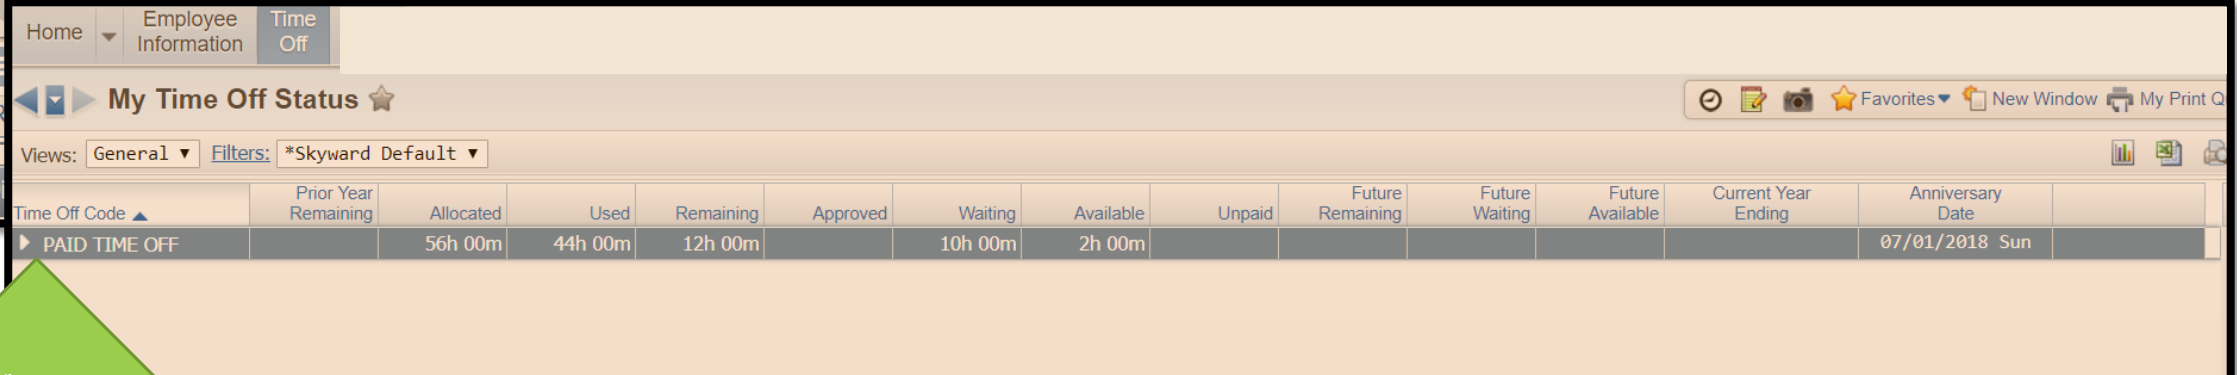 Home
Employee
Information
Time
Off
My Time Off Status
Favorites
New Window
My Print Q
Views: General Filters: *Skyward Default
Time Off Code
Prior Year
Remaining
Allocated
Used
Remaining
Approved
Waiting
Available
Unpaid
Future
Remaining
Future
Waiting
Future
Available
Current Year
Ending
Anniversary
Date
PAID TIME OFF 56h 00m 44h 00m 12h 00m 10h 00m 2h 00m 07/01/2018 Sun